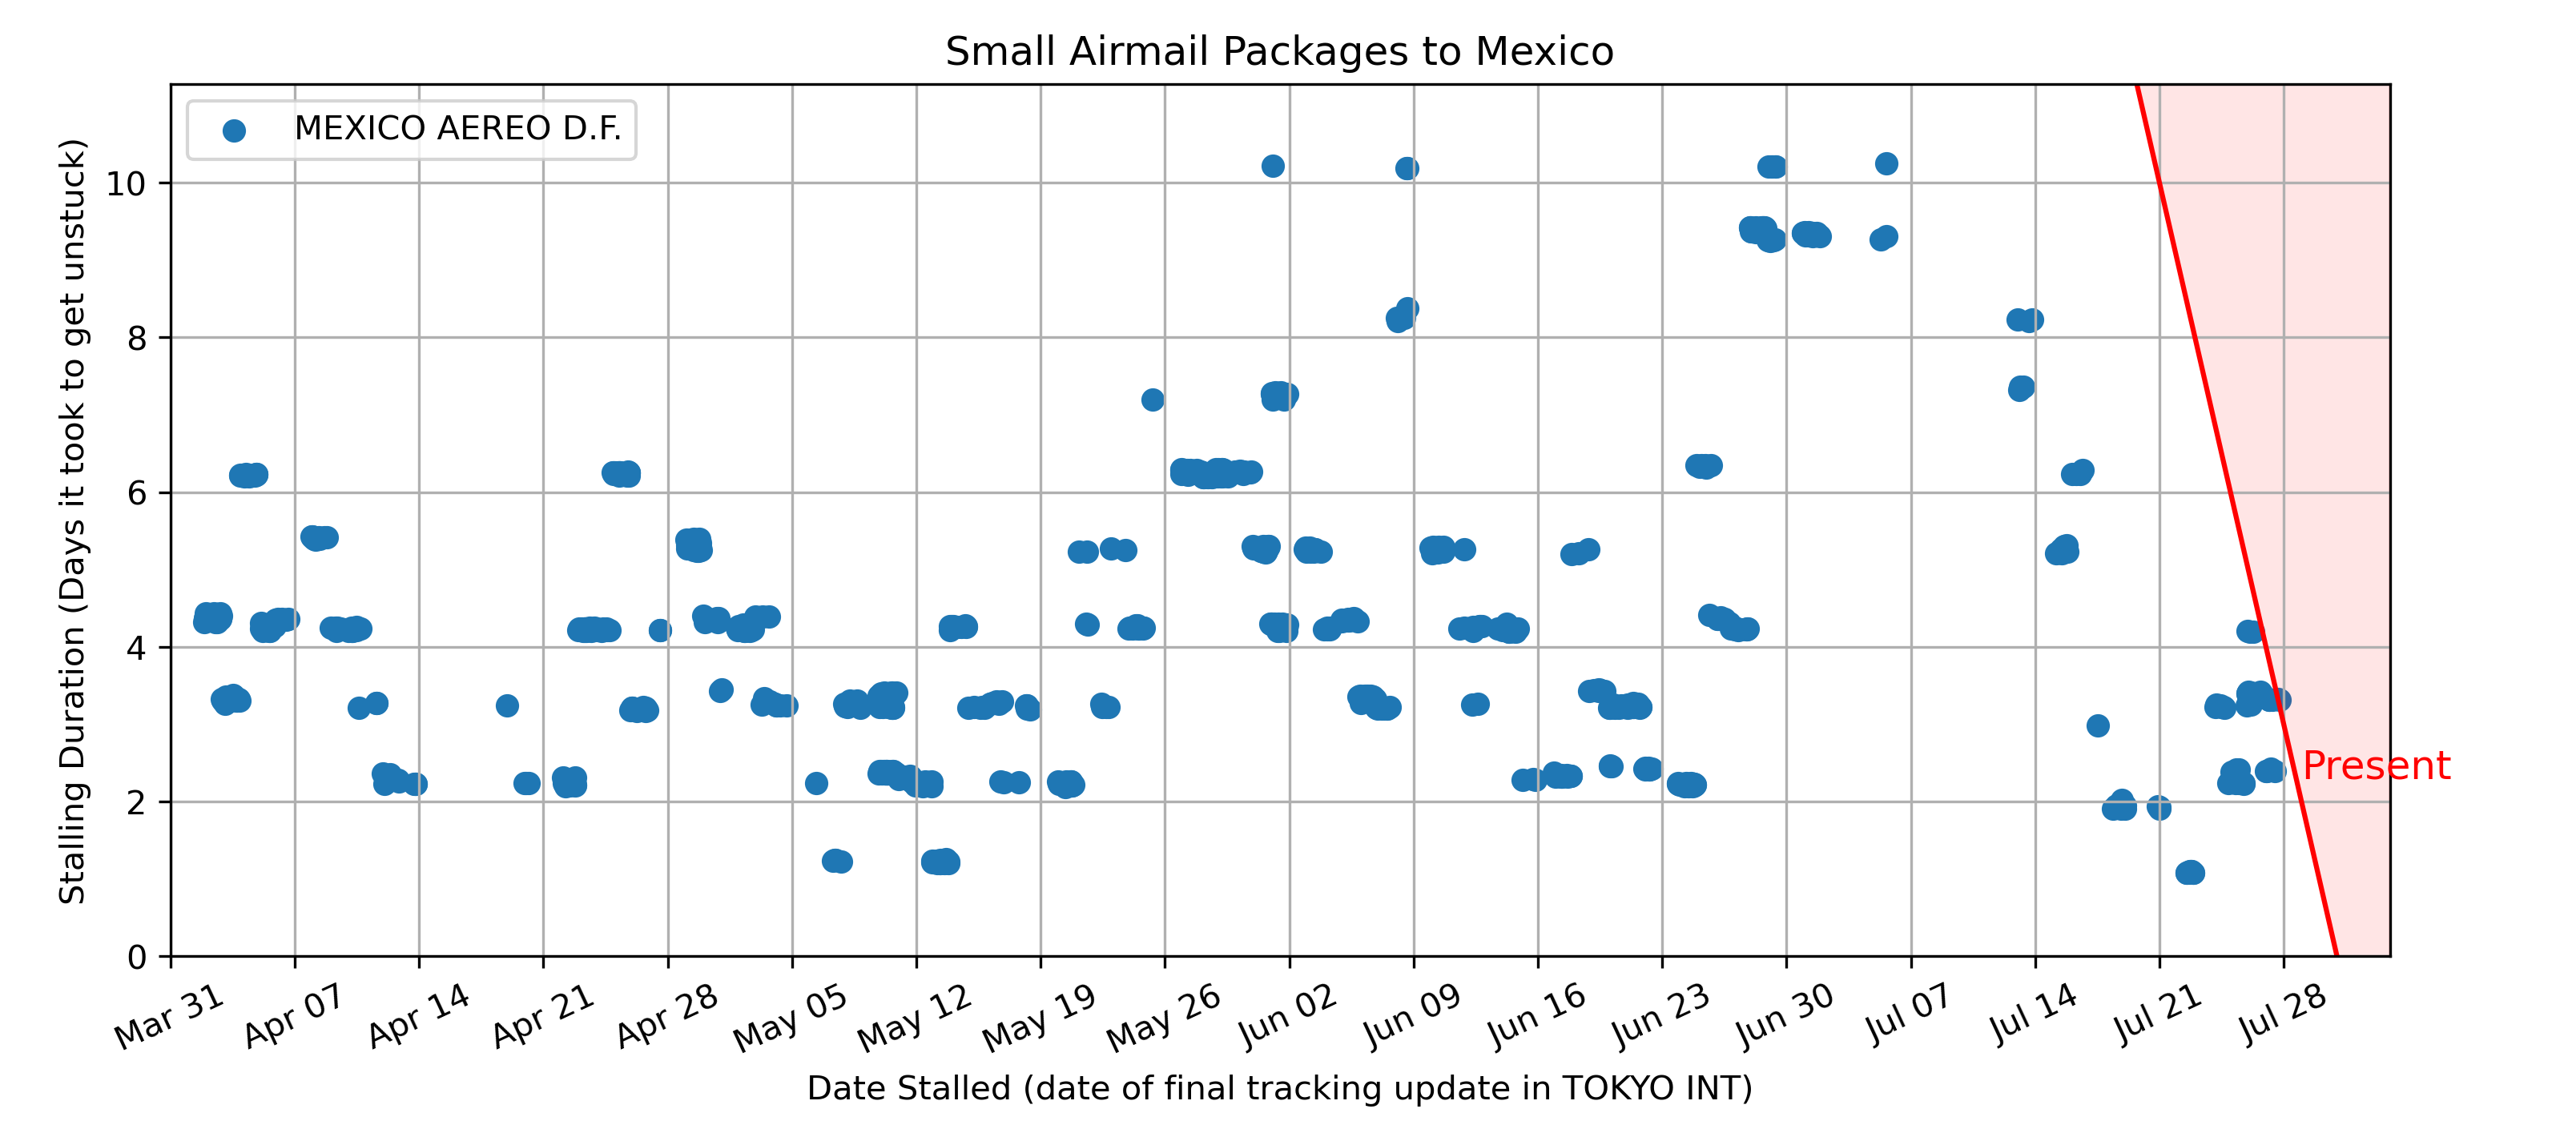 Small Airmail Packages to Mexico
MEXICO AEREO D.F.
Stalling Duration (Days it took to get unstuck)
10
8
6
4
2
0
Present
Mar 31
Apr 07
Apr 14
Apr 21
Apr 28
May 05
May 12
May 19
May 26
Jun 02
Jun 09
Jun 16
Jun 23
Jun 30
Jul 07
Jul 14
Jul 21
Jul 28
Date Stalled (date of final tracking update in TOKYO INT)